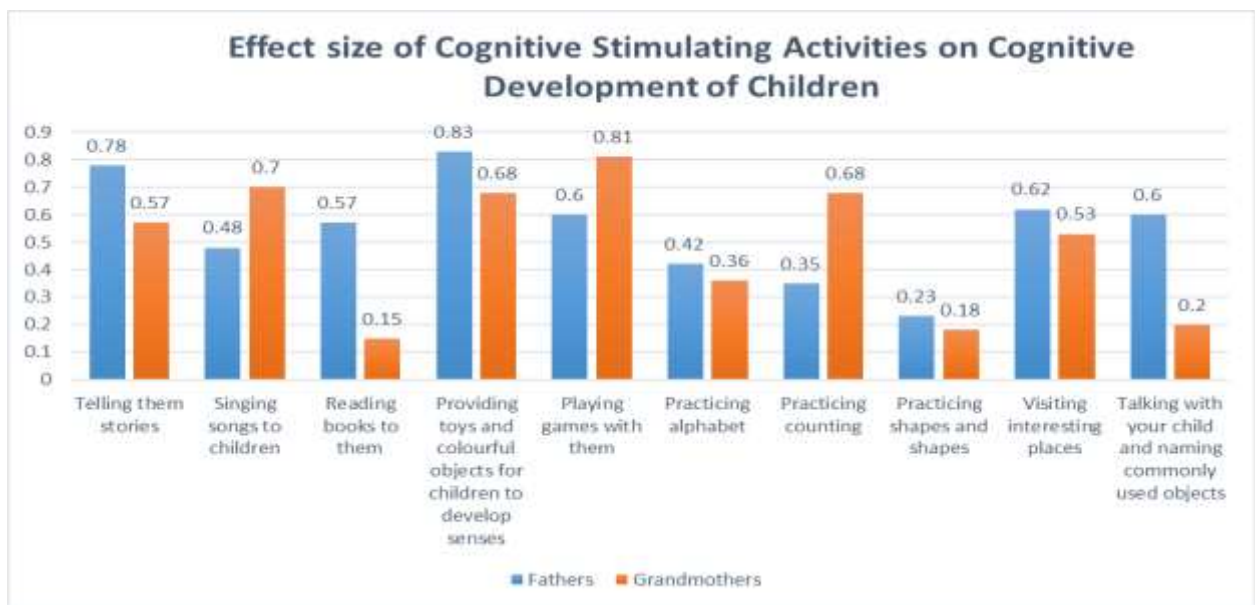 Effect size of Cognitive Stimulating Activities on Cognitive
Development of Children
0.9
0.8
0.7
0.6
0.5
0.4
0.3
0.2
0.1
0
0.78
0.57
0.48
0.7
0.57
0.15
0.83
0.68
0.6
0.81
0.42
0.36
0.35
0.68
0.23
0.18
0.62
0.53
0.6
0.2
Telling them
stories
Singing
songs to
children
Reading
books to
them
Providing
toys and
colourful
objects for
children to
develop
senses
Playing
games with
them
Practicing
alphabet
Practicing
counting
Practicing
shapes and
shapes
Visiting
interesting
places
Talking with
your child
and naming
commonly
used objects
Fathers
Grandmothers